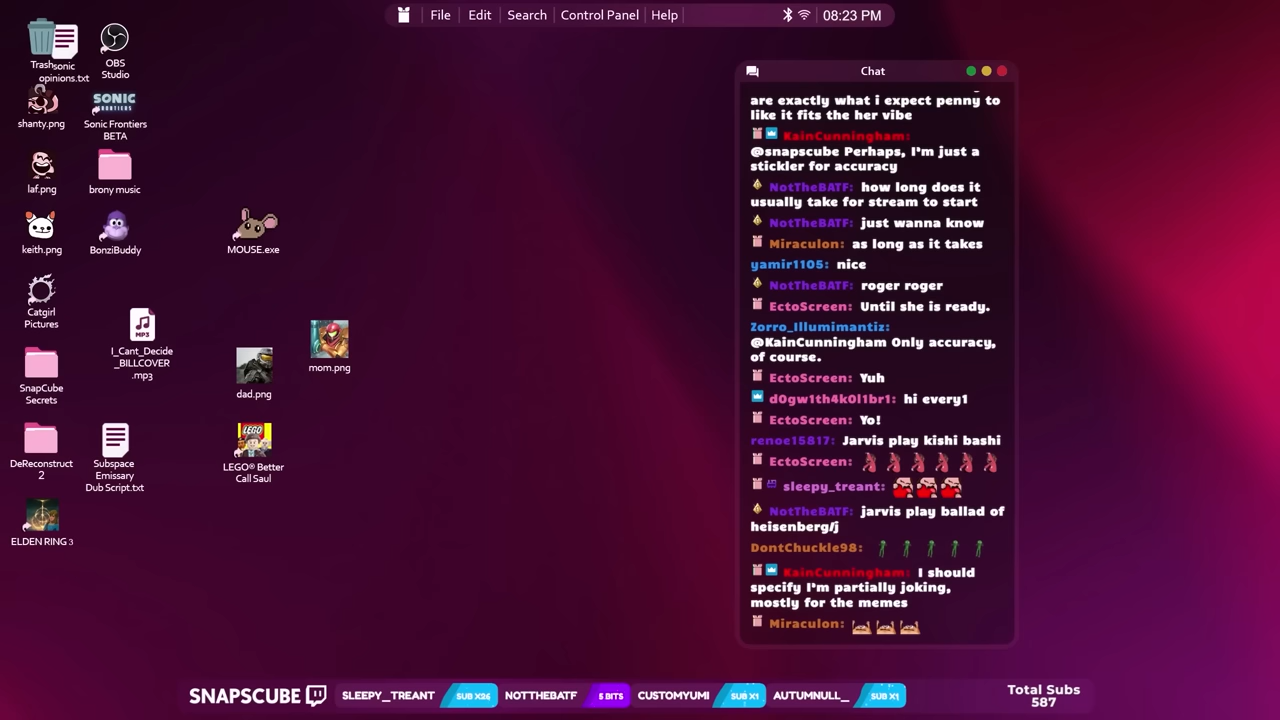 File Edit Search Control Panel Help 08:23 PM
Trash
sonic
opinions.txt
OBS
Studio
shanty.png
SONIC
FRONTIERS
Sonic Frontiers
BETA
laf.png
brony music
keith.png
BonziBuddy
MOUSE.exe
Catgirl
Pictures
MP3
I_Cant_Decide
_BILLCOVER
.mp3
mom.png
SnapCube
Secrets
dad.png
DeReconstruct
2
Subspace
Emissary
Dub Script.txt
LEGO
LEGO® Better
Call Saul
ELDEN RING 3
Chat
are exactly what i expect penny to
like it fits the her vibe
KainCunningham:
@snapscube Perhaps, I'm just a
stickler for accuracy
NotTheBATF: how long does it
usually take for stream to start
NotTheBATF: just wanna know
Miraculon: as long as it takes
yamir1105: nice
NotTheBATF: roger roger
EctoScreen: Until she is ready.
Zorro_Illumimantiz:
@KainCunningham Only accuracy,
of course.
EctoScreen: Yuh
d0gw1th4k0l1br1: hi every1
EctoScreen: Yo!
renoe15817: Jarvis play kishi bashi
EctoScreen:
sleepy_treant:
NotTheBATF: jarvis play ballad of
heisenberg/j
DontChuckle98:
KainCunningham: I should
specify I'm partially joking,
mostly for the memes
Miraculon:
SNAPSCUBE SLEEPY_TREANT SUB X26 NOTTHEBATF 5 BITS CUSTOMYUMI SUB X1 AUTUMNULL_ SUB X1
Total Subs
587